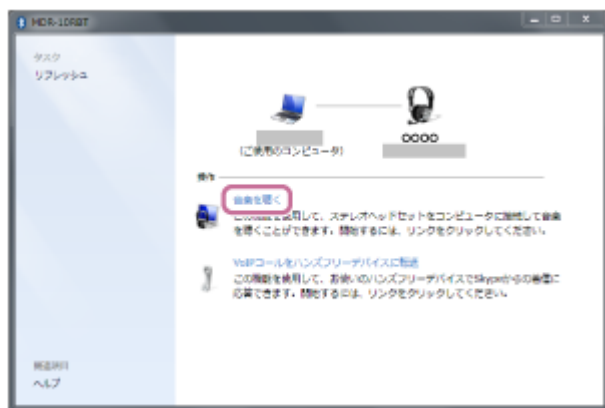 MDR-10RBT
タスク
リフレッシュ
(ご使用のコンピュータ)
○○○○
操作
音楽を聴く
この機能を使用して、ステレオヘッドセットをコンピュータに接続して音楽
を聴くことができます。開始するには、リンクをクリックしてください。
VoIPコールをハンズフリーデバイスに転送
この機能を使用して、お使いのハンズフリーデバイスでSkypeからの着信に
応答できます。開始するには、リンクをクリックしてください。
関連項目
ヘルプ